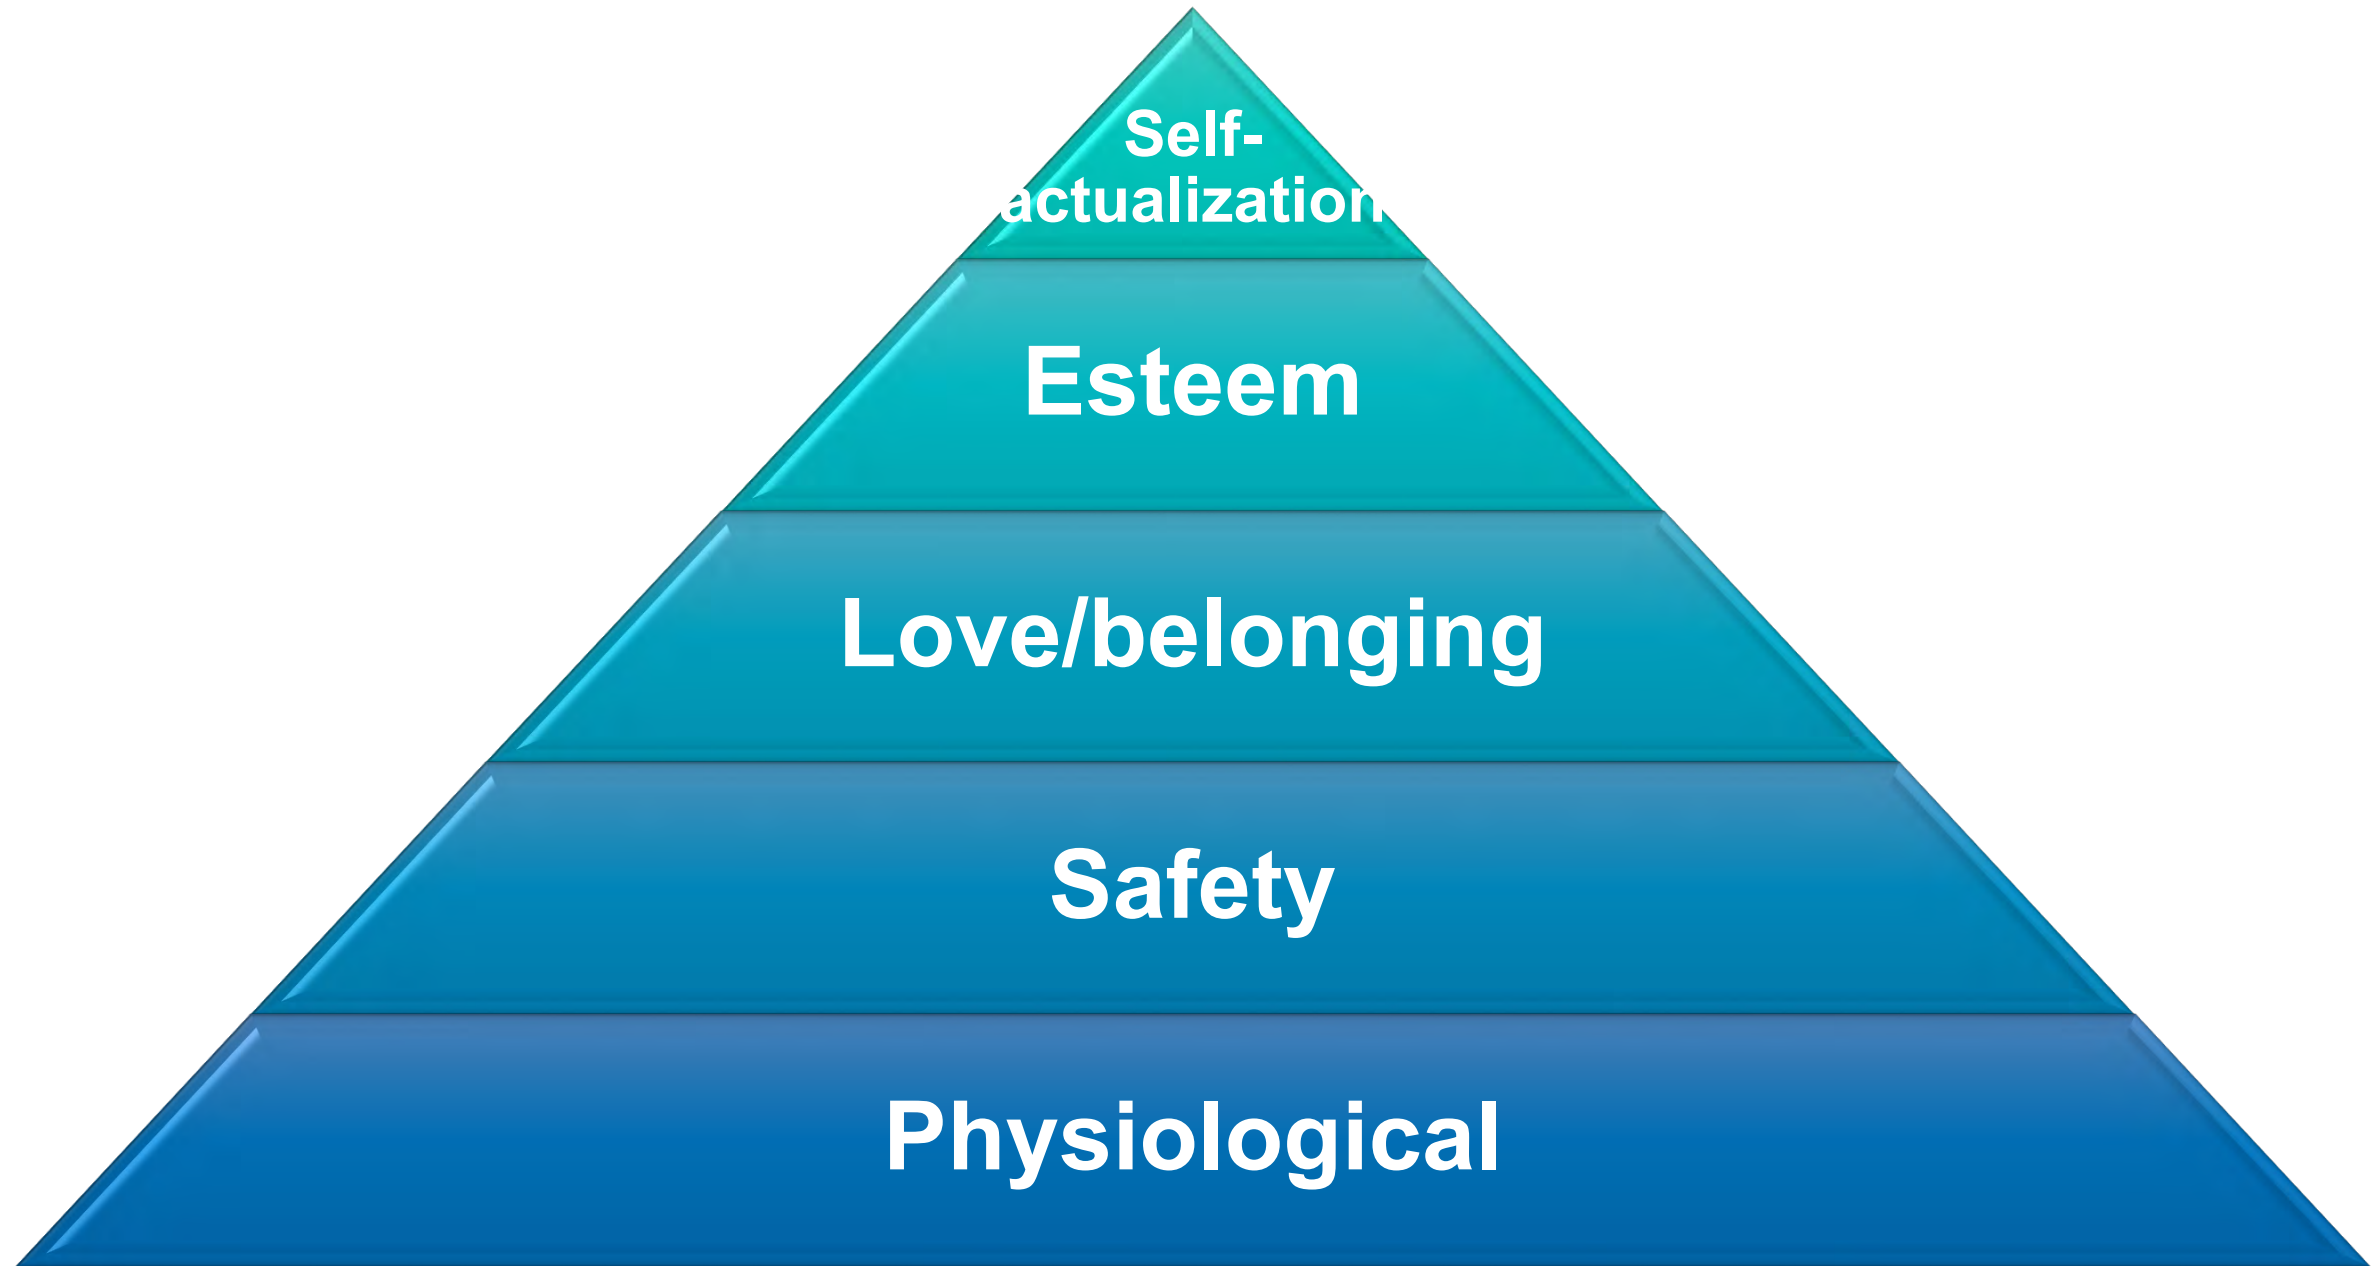 Self-
actualization
Esteem
Love/belonging
Safety
Physiological